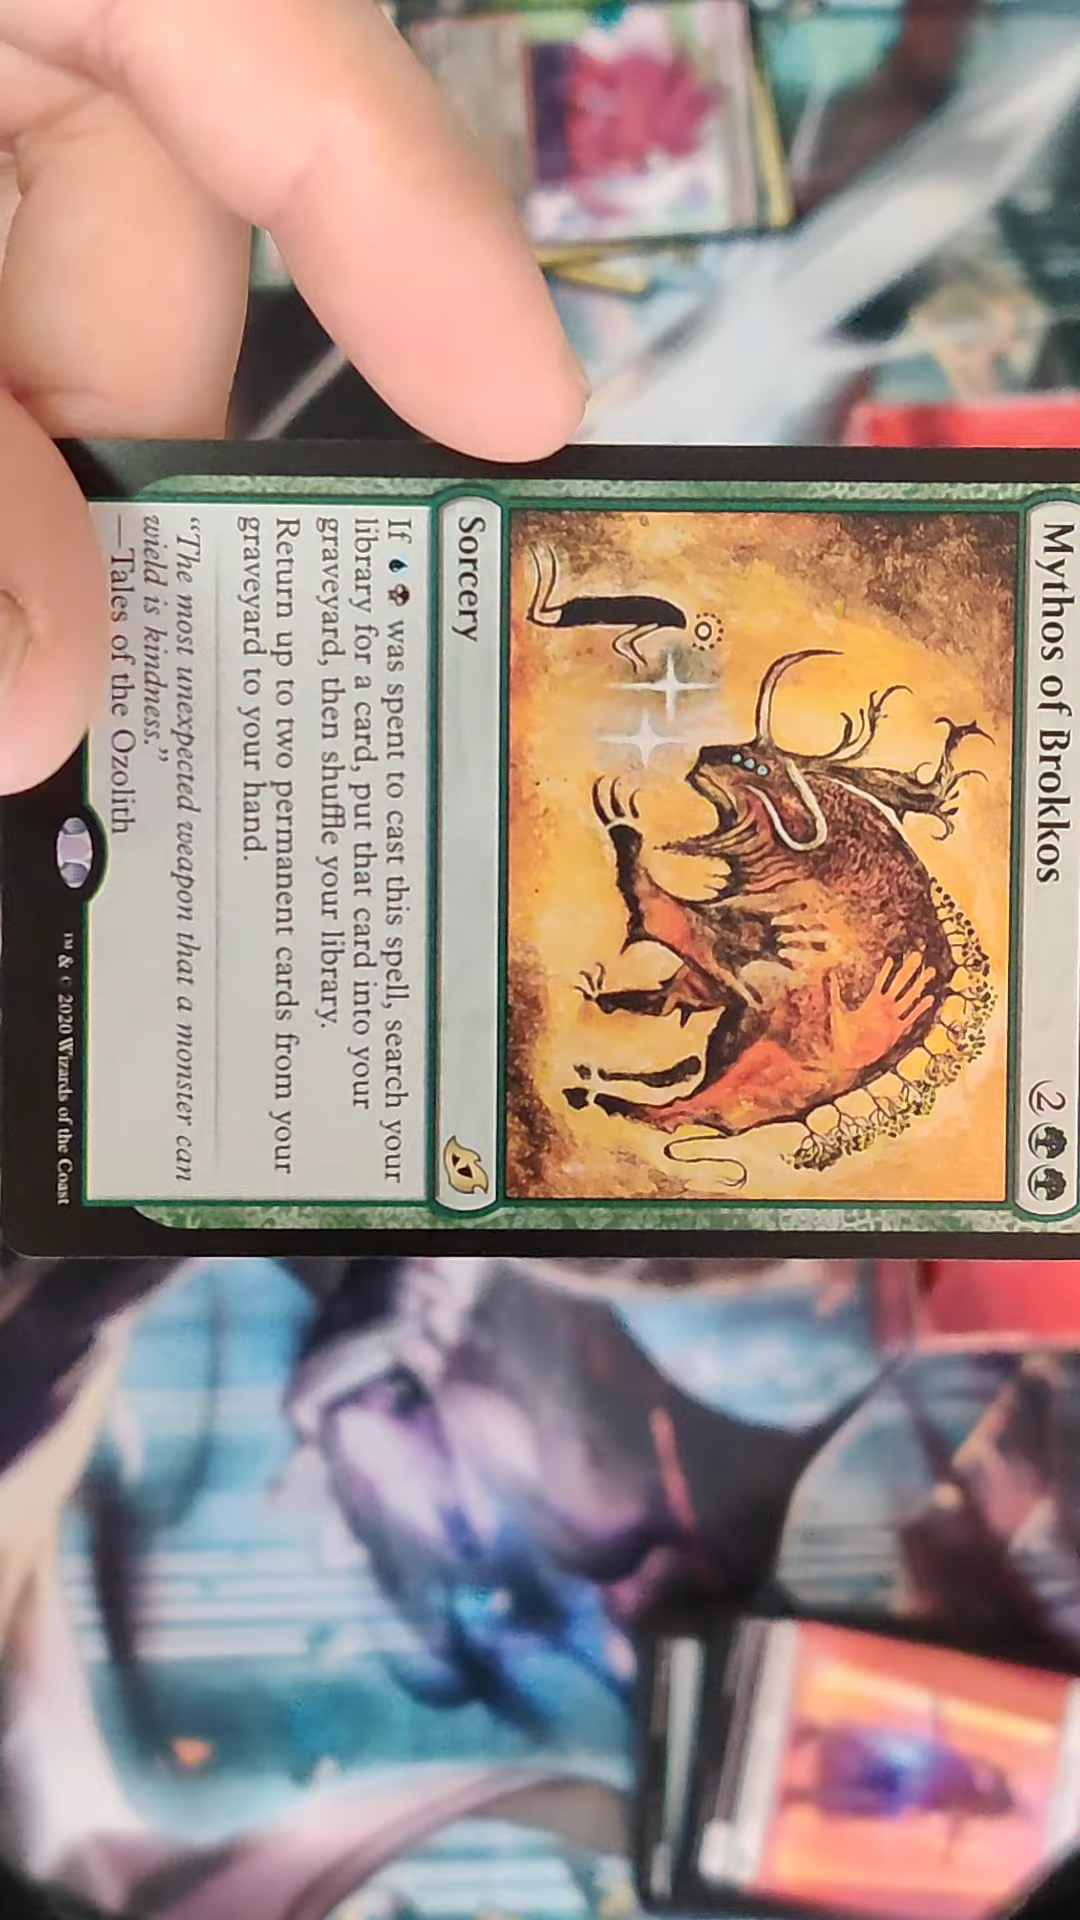 Mythos of Brokkos 2
Sorcery
If was spent to cast this spell, search your
library for a card, put that card into your
graveyard, then shuffle your library.
Return up to two permanent cards from your
graveyard to your hand.
“The most unexpected weapon that a monster can
wield is kindness.”
—Tales of the Ozolith
™ & © 2020 Wizards of the Coast